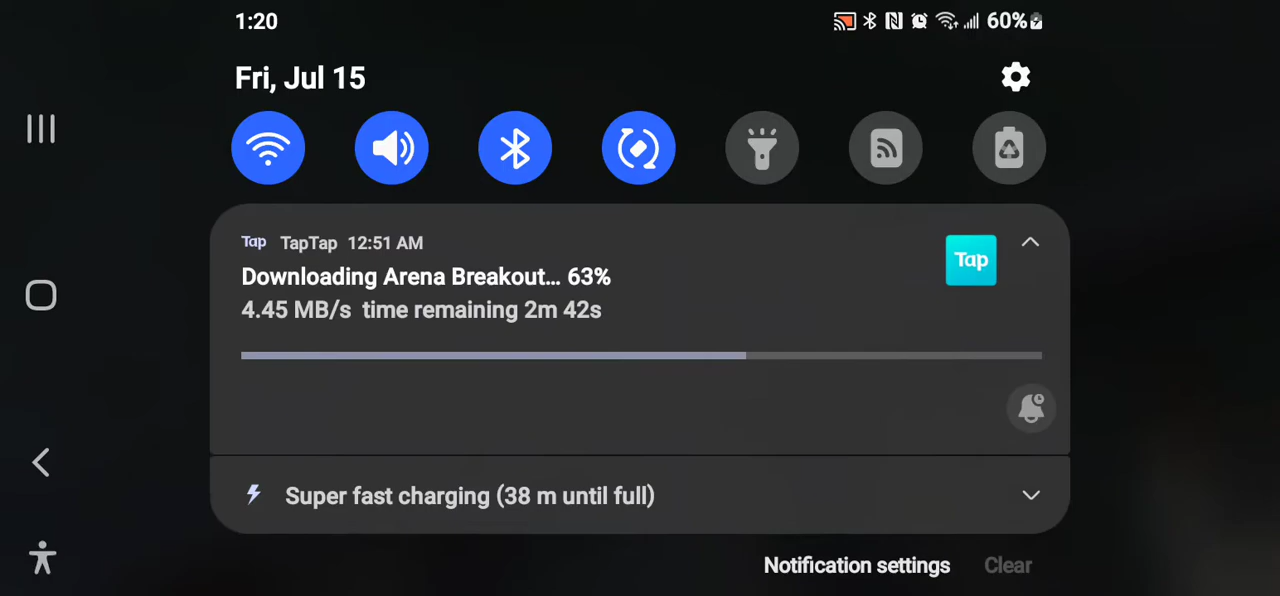 1:20
60%
Fri, Jul 15
Tap TapTap 12:51 AM
Tap
Downloading Arena Breakout... 63%
4.45 MB/s time remaining 2m 42s
Super fast charging (38 m until full)
Notification settings Clear